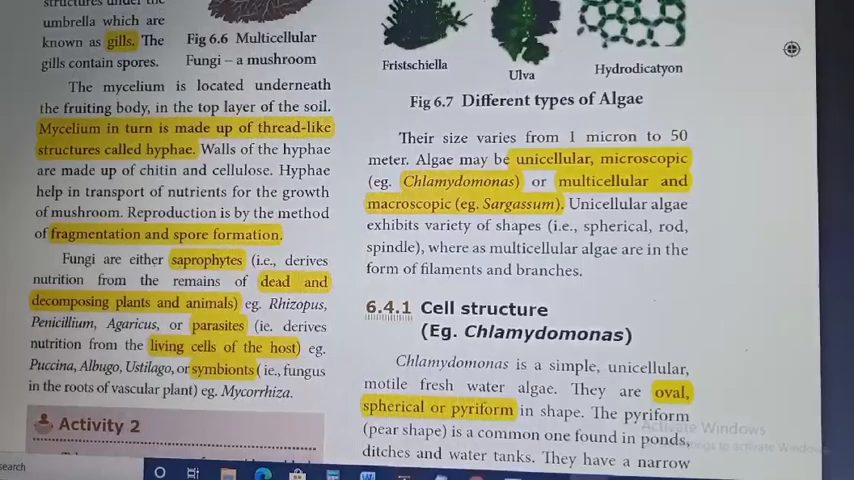 structures under the
umbrella which are
known as gills. The
gills contain spores.
Fig 6.6 Multicellular
Fungi – a mushroom
The mycelium is located underneath
the fruiting body, in the top layer of the soil.
Mycelium in turn is made up of thread-like
structures called hyphae. Walls of the hyphae
are made up of chitin and cellulose. Hyphae
help in transport of nutrients for the growth
of mushroom. Reproduction is by the method
of fragmentation and spore formation.
Fungi are either saprophytes (i.e., derives
nutrition from the remains of dead and
decomposing plants and animals) eg. Rhizopus,
Penicillium, Agaricus, or parasites (ie. derives
nutrition from the living cells of the host) eg.
Puccina, Albugo, Ustilago, or symbionts ( ie., fungus
in the roots of vascular plant) eg. Mycorrhiza.
Activity 2
Fristschiella
Ulva
Hydrodicatyon
Fig 6.7 Different types of Algae
Their size varies from 1 micron to 50
meter. Algae may be unicellular, microscopic
(eg. Chlamydomonas) or multicellular and
macroscopic (eg. Sargassum). Unicellular algae
exhibits variety of shapes (i.e., spherical, rod,
spindle), where as multicellular algae are in the
form of filaments and branches.
6.4.1 Cell structure
(Eg. Chlamydomonas)
Chlamydomonas is a simple, unicellular,
motile fresh water algae. They are oval,
spherical or pyriform in shape. The pyriform
(pear shape) is a common one found in ponds,
ditches and water tanks. They have a narrow
Activate Windows
to activate Windows.
search